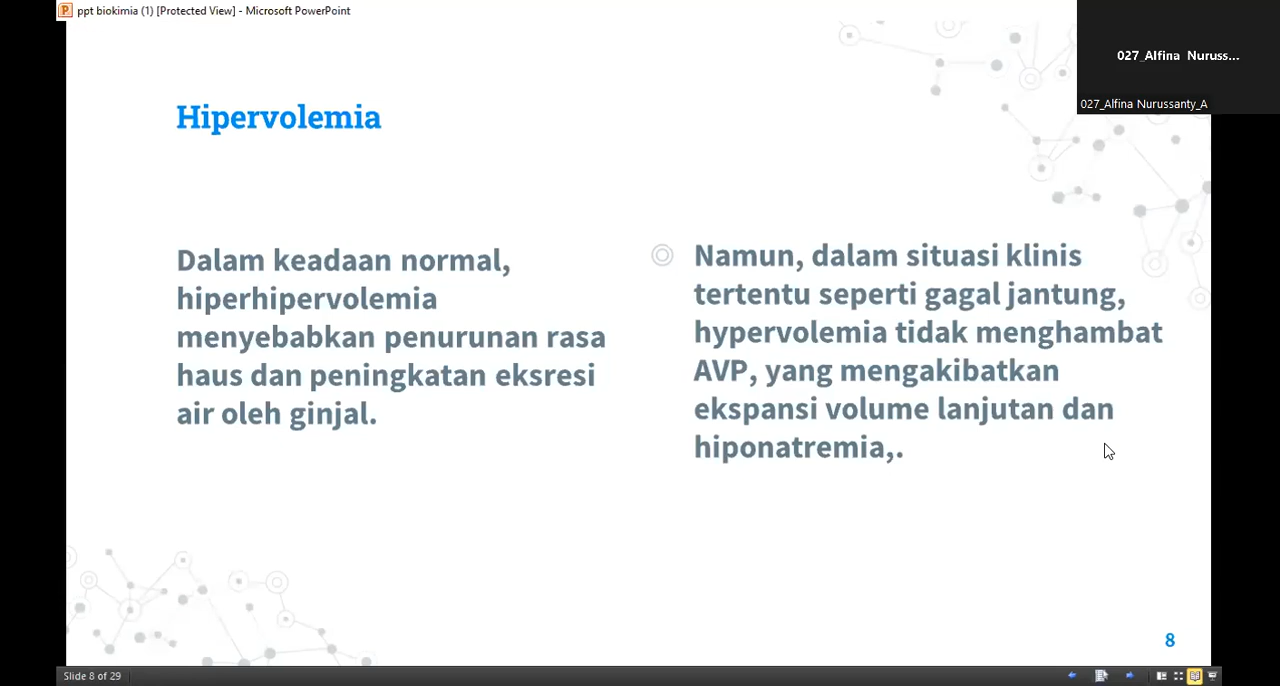 ppt biokimia (1) [Protected View] - Microsoft PowerPoint
027_Alfina Nuruss...
027_Alfina Nurussanty_A
Hipervolemia
Dalam keadaan normal,
hiperhipervolemia
menyebabkan penurunan rasa
haus dan peningkatan eksresi
air oleh ginjal.
Namun, dalam situasi klinis
tertentu seperti gagal jantung,
hypervolemia tidak menghambat
AVP, yang mengakibatkan
ekspansi volume lanjutan dan
hiponatremia,.
8
Slide 8 of 29